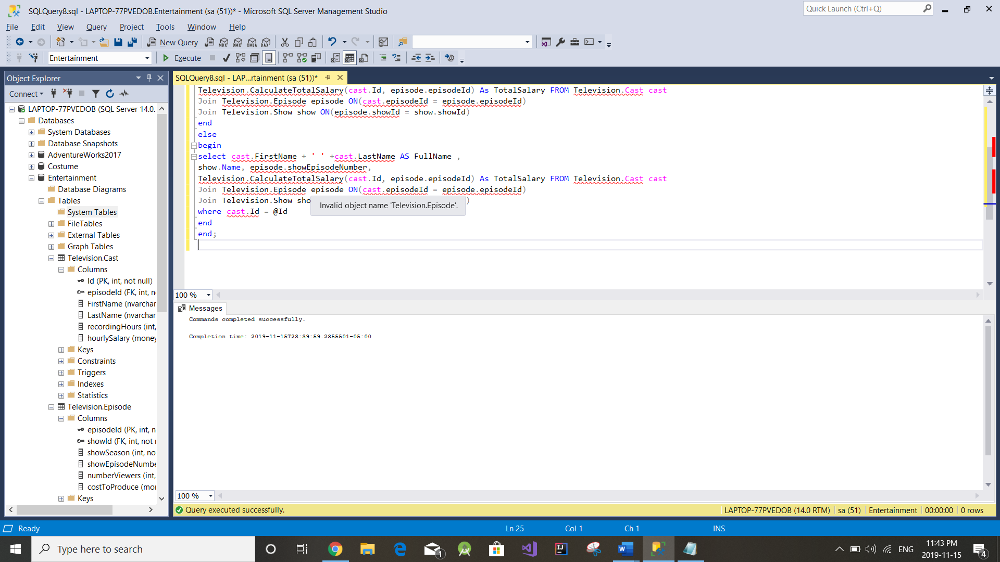 SQLQuery8.sql - LAPTOP-77PVEDOB.Entertainment (sa (51))* - Microsoft SQL Server Management Studio
Quick Launch (Ctrl+Q)
File Edit View Query Project Tools Window Help
New Query MDX DMX XMLA DAX
Entertainment Execute
Object Explorer
Connect
LAPTOP-77PVEDOB (SQL Server 14.0.
Databases
System Databases
Database Snapshots
AdventureWorks2017
Costume
Entertainment
Database Diagrams
Tables
System Tables
FileTables
External Tables
Graph Tables
Television.Cast
Columns
Id (PK, int, not null)
episodeId (FK, int, n
FirstName (nvarchar
LastName (nvarchar
recordingHours (int,
hourlySalary (money
Keys
Constraints
Triggers
Indexes
Statistics
Television.Episode
Columns
episodeId (PK, int, n
showId (FK, int, not
showSeason (int, no
showEpisodeNumbe
numberViewers (int,
costToProduce (mo
Keys
SQLQuery8.sql - LAP...rtainment (sa (51))*
Television.CalculateTotalSalary(cast.Id, episode.episodeId) As TotalSalary FROM Television.Cast cast
Join Television.Episode episode ON(cast.episodeId = episode.episodeId)
Join Television.Show show ON(episode.showId = show.showId)
end
else
begin
select cast.FirstName + ' ' +cast.LastName AS FullName ,
show.Name, episode.showEpisodeNumber,
Television.CalculateTotalSalary(cast.Id, episode.episodeId) As TotalSalary FROM Television.Cast cast
Join Television.Episode episode ON(cast.episodeId = episode.episodeId)
Join Television.Show sho )
Invalid object name 'Television.Episode'.
where cast.Id = @Id
end
end;
100 %
Messages
Commands completed successfully.
Completion time: 2019-11-15T23:39:59.2355501-05:00
100 %
Query executed successfully.
LAPTOP-77PVEDOB (14.0 RTM) sa (51) Entertainment 00:00:00 0 rows
Ready Ln 25 Col 1 Ch 1 INS
Type here to search
1
ENG
11:43 PM
2019-11-15
4